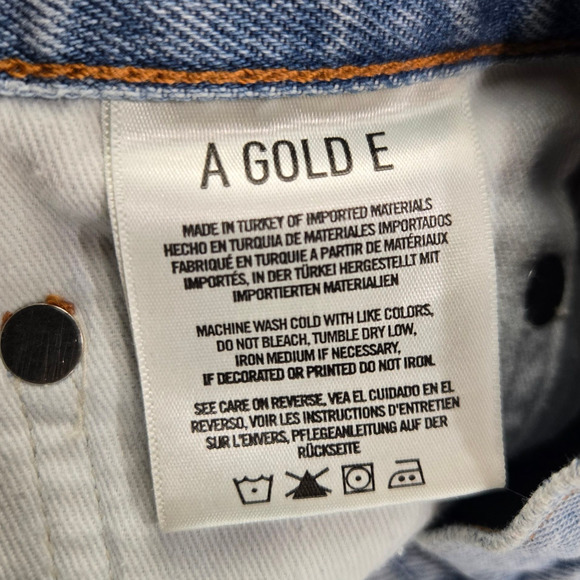 A GOLD E
MADE IN TURKEY OF IMPORTED MATERIALS
HECHO EN TURQUIA DE MATERIALES IMPORTADOS
FABRIQUÉ EN TURQUIE A PARTIR DE MATÉRIAUX
IMPORTÉS, IN DER TÜRKEI HERGESTELLT MIT
IMPORTIERTEN MATERIALIEN
MACHINE WASH COLD WITH LIKE COLORS,
DO NOT BLEACH, TUMBLE DRY LOW,
IRON MEDIUM IF NECESSARY,
IF DECORATED OR PRINTED DO NOT IRON.
SEE CARE ON REVERSE, VEA EL CUIDADO EN EL
REVERSO, VOIR LES INSTRUCTIONS D'ENTRETIEN
SUR L'ENVERS, PFLEGEANLEITUNG AUF DER
RÜCKSEITE